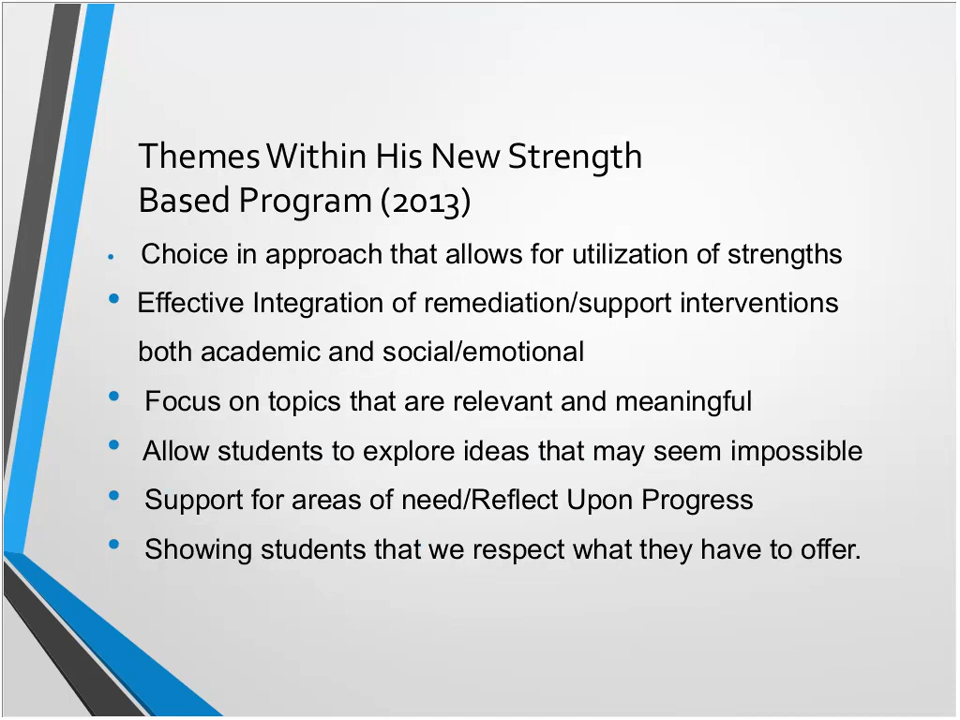 Themes Within His New Strength
Based Program (2013)
• Choice in approach that allows for utilization of strengths
• Effective Integration of remediation/support interventions
both academic and social/emotional
• Focus on topics that are relevant and meaningful
• Allow students to explore ideas that may seem impossible
• Support for areas of need/Reflect Upon Progress
• Showing students that we respect what they have to offer.